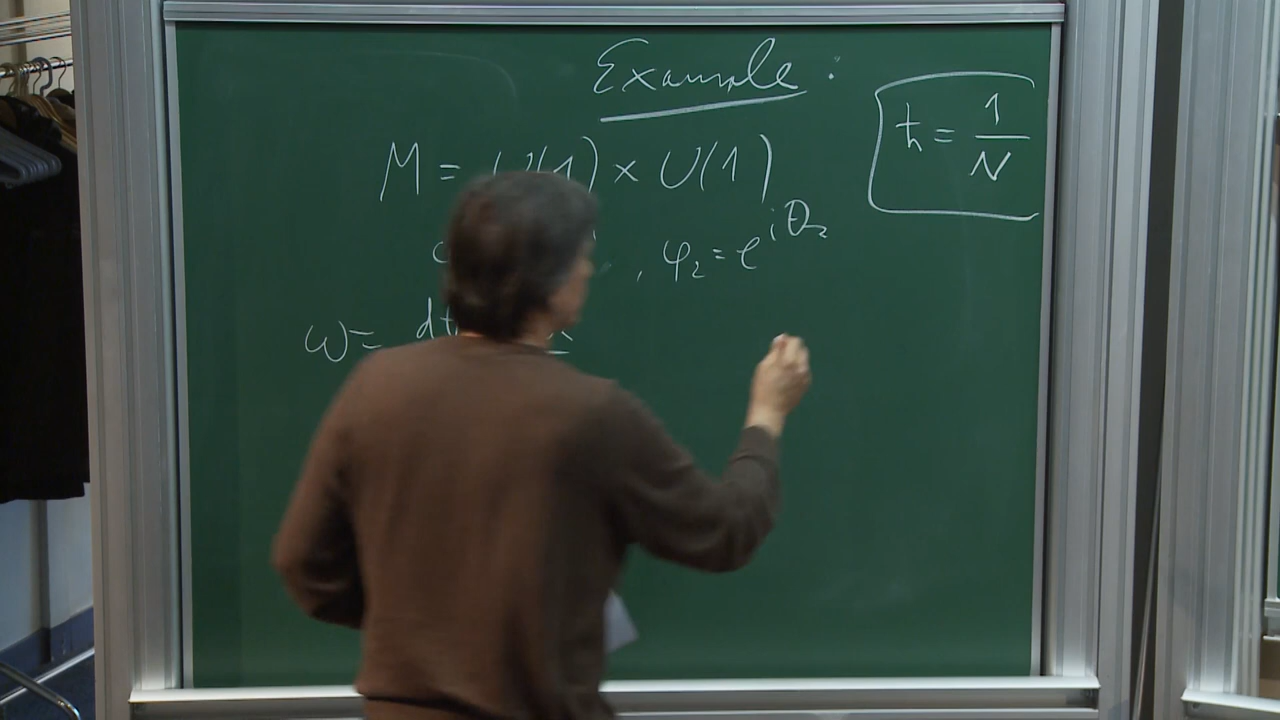 Example :
ħ = 1/N
M = U(1) × U(1)
, φ₂ = e^{iθ₂}
ω =